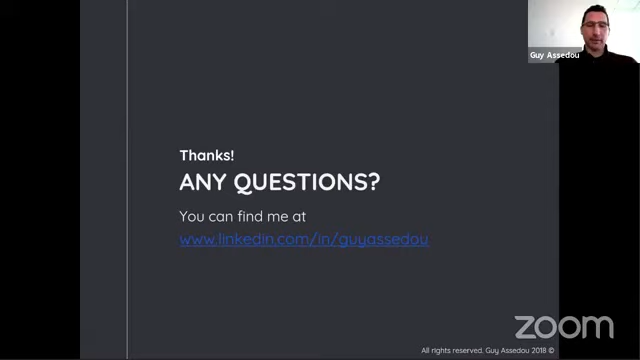 Guy Assedou
Thanks!
ANY QUESTIONS?
You can find me at
www.linkedin.com/in/guyassedou
zoom
All rights reserved, Guy Assedou 2018 ©